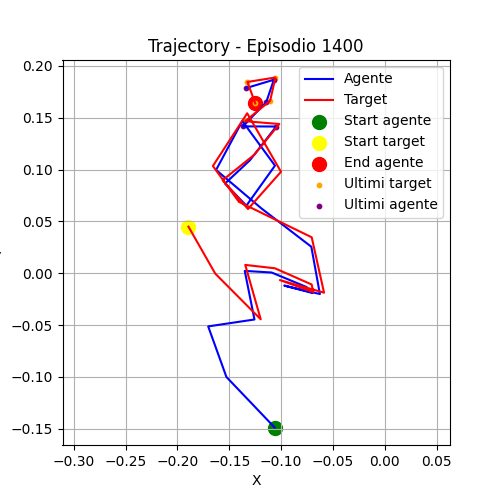 Trajectory - Episodio 1400
Agente
Target
Start agente
Start target
End agente
Ultimi target
Ultimi agente
0.20
0.15
0.10
0.05
0.00
−0.05
−0.10
−0.15
−0.30
−0.25
−0.20
−0.15
−0.10
−0.05
0.00
0.05
X